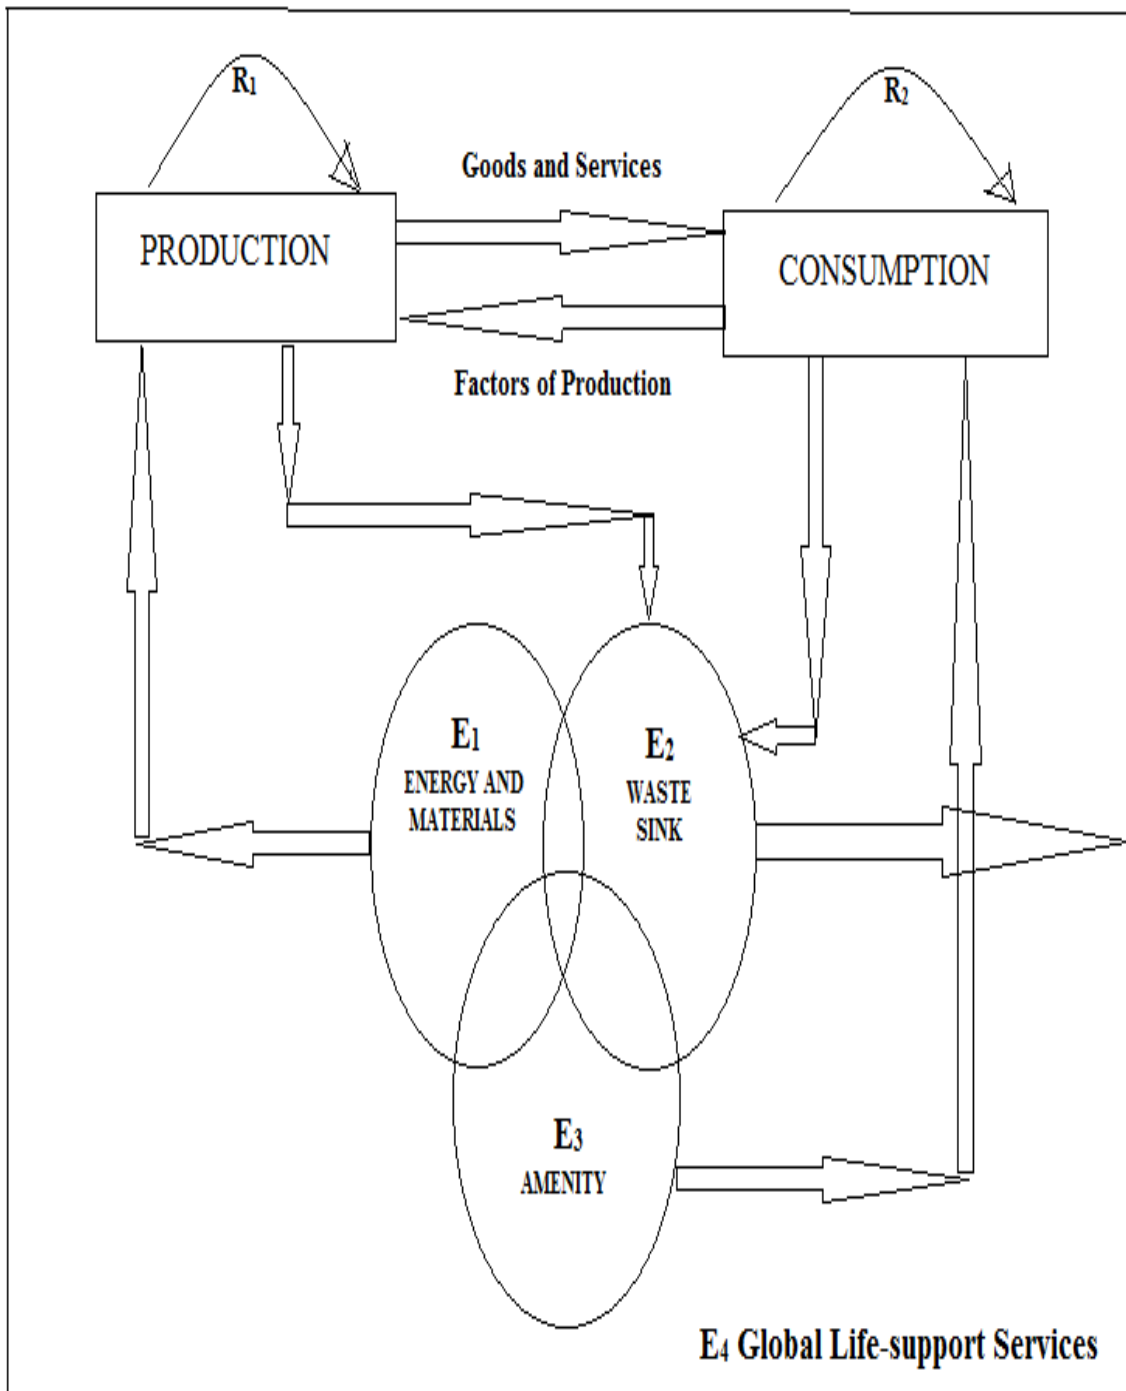 R₁
R₂
Goods and Services
PRODUCTION
CONSUMPTION
Factors of Production
E₁
ENERGY AND
MATERIALS
E₂
WASTE
SINK
E₃
AMENITY
E₄ Global Life-support Services